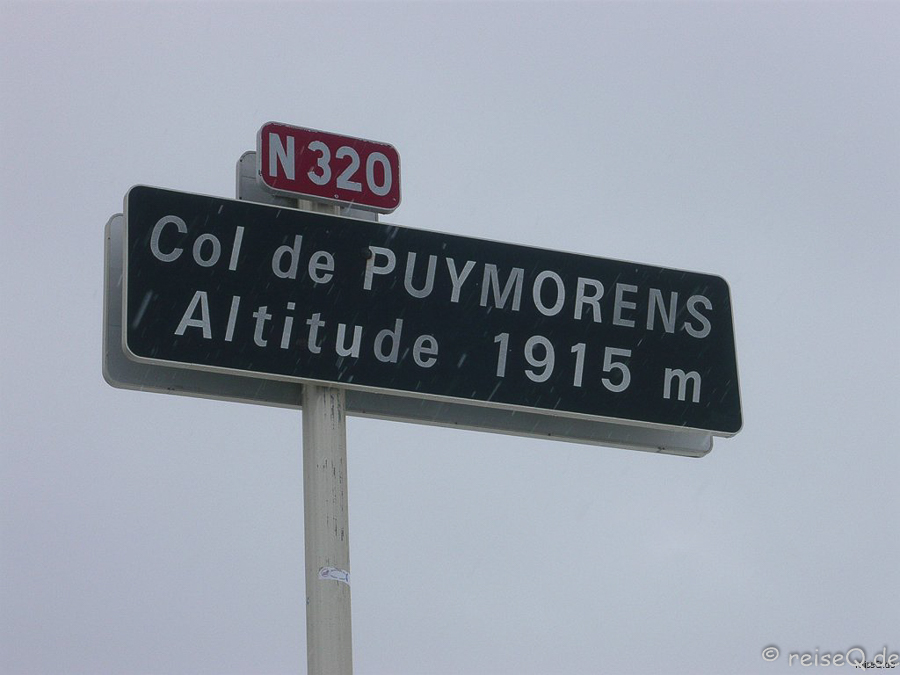 N 320
Col de PUYMORENS
Altitude 1915 m
© reiseQ.de